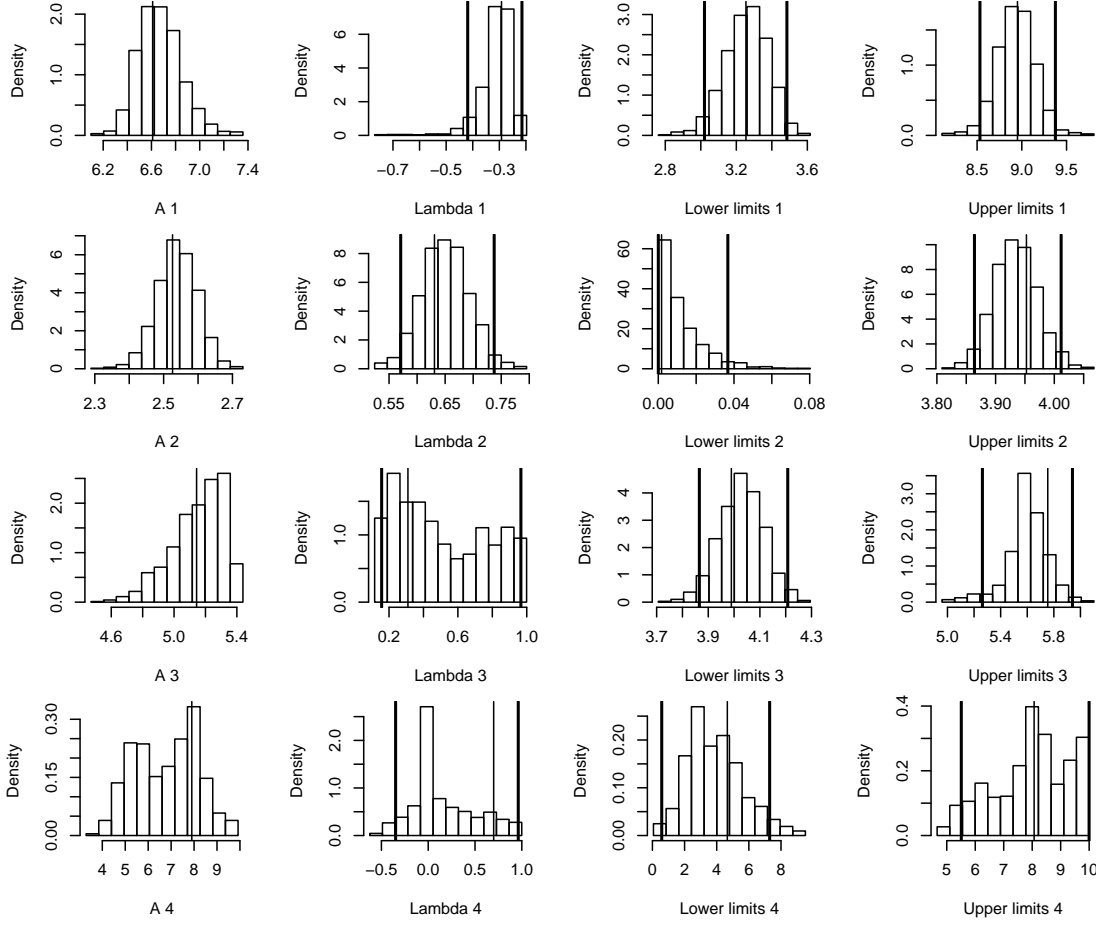 Density
0.0 1.0 2.0
6.2 6.6 7.0 7.4
A 1
Density
0 2 4 6
−0.7 −0.5 −0.3
Lambda 1
Density
0.0 1.0 2.0 3.0
2.8 3.2 3.6
Lower limits 1
Density
0.0 1.0
8.5 9.0 9.5
Upper limits 1
Density
0 2 4 6
2.3 2.5 2.7
A 2
Density
0 2 4 6 8
0.55 0.65 0.75
Lambda 2
Density
0 20 40 60
0.00 0.04 0.08
Lower limits 2
Density
0 2 4 6 8
3.80 3.90 4.00
Upper limits 2
Density
0.0 1.0 2.0
4.6 5.0 5.4
A 3
Density
0.0 1.0
0.2 0.6 1.0
Lambda 3
Density
0 1 2 3 4
3.7 3.9 4.1 4.3
Lower limits 3
Density
0.0 1.0 2.0 3.0
5.0 5.4 5.8
Upper limits 3
Density
0.00 0.15 0.30
4 5 6 7 8 9
A 4
Density
0.0 1.0 2.0
−0.5 0.0 0.5 1.0
Lambda 4
Density
0.00 0.10 0.20
0 2 4 6 8
Lower limits 4
Density
0.0 0.2 0.4
5 6 7 8 9 10
Upper limits 4